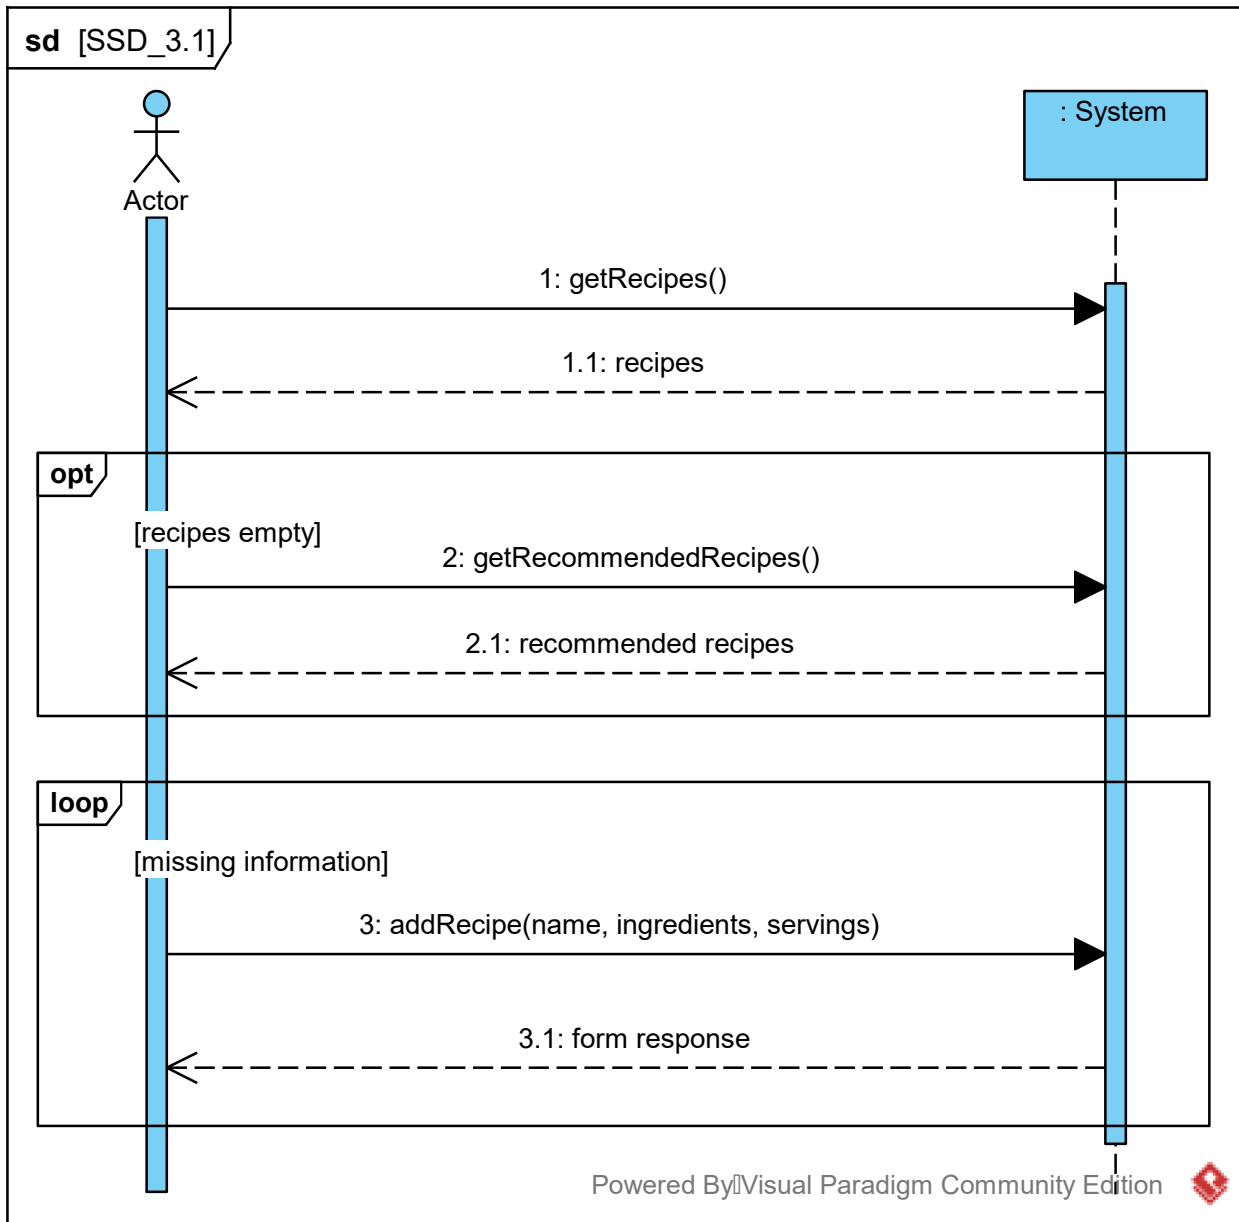 sd [SSD_3.1]
: System
Actor
1: getRecipes()
1.1: recipes
opt
[recipes empty]
2: getRecommendedRecipes()
2.1: recommended recipes
loop
[missing information]
3: addRecipe(name, ingredients, servings)
3.1: form response
Powered By Visual Paradigm Community Edition